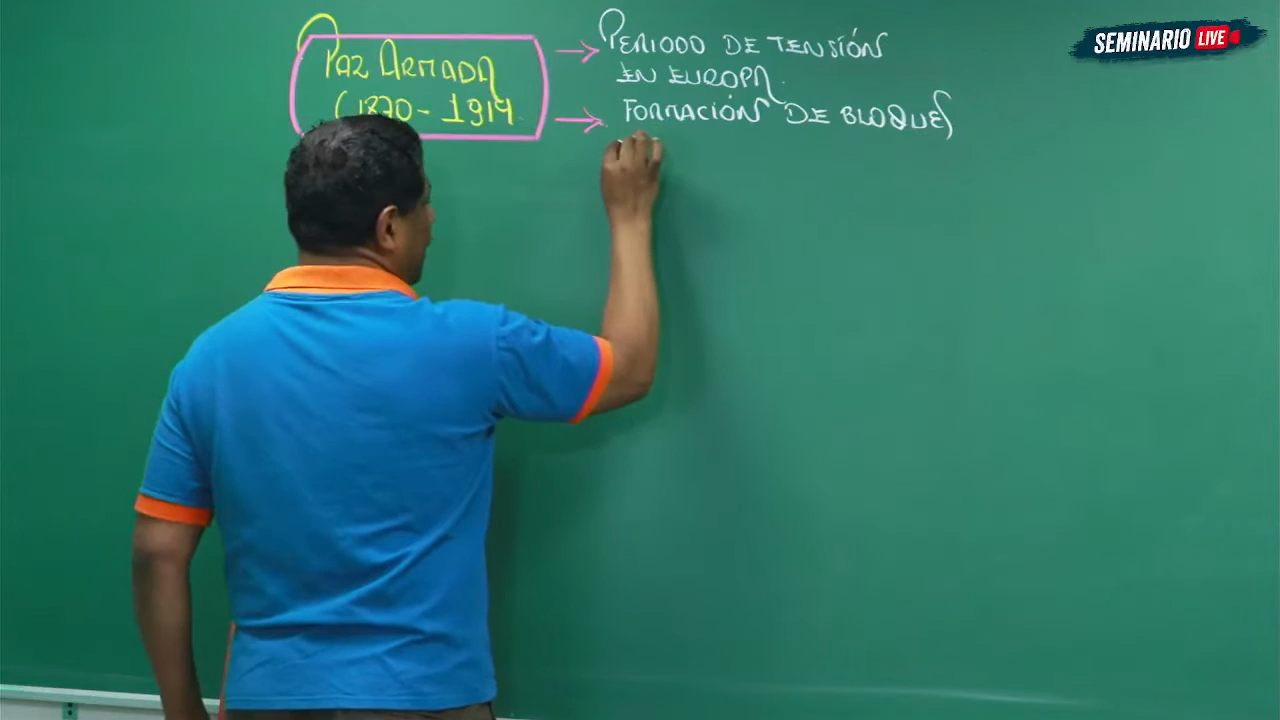 PAZ ARMADA
(1870 - 1914
PERIODO DE TENSIÓN
EN EUROPA.
FORMACIÓN DE BLOQUES
SEMINARIO LIVE